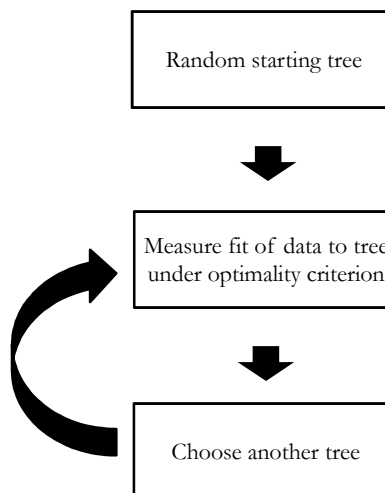 Random starting tree
Measure fit of data to tree
under optimality criterion
Choose another tree